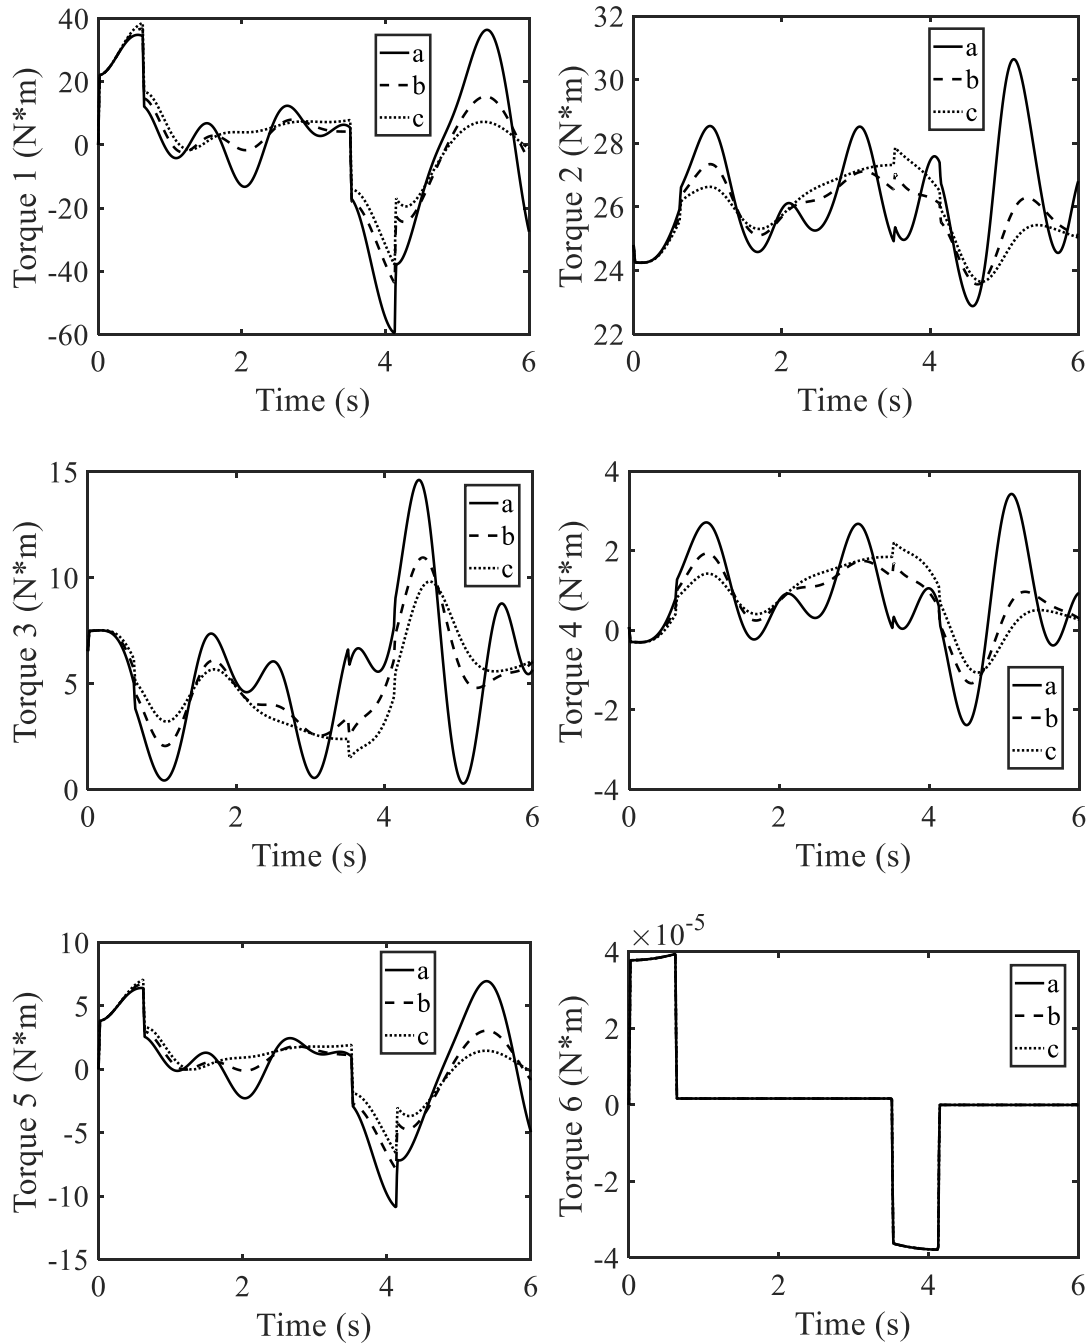 Torque 1 (N*m)
40
20
0
-20
-40
-60
0
2
4
6
Time (s)
a
b
c
Torque 2 (N*m)
32
30
28
26
24
22
0
2
4
6
Time (s)
a
b
c
Torque 3 (N*m)
15
10
5
0
0
2
4
6
Time (s)
a
b
c
Torque 4 (N*m)
4
2
0
-2
-4
0
2
4
6
Time (s)
a
b
c
Torque 5 (N*m)
10
5
0
-5
-10
-15
0
2
4
6
Time (s)
a
b
c
Torque 6 (N*m)
×10⁻⁵
4
2
0
-2
-4
0
2
4
6
Time (s)
a
b
c